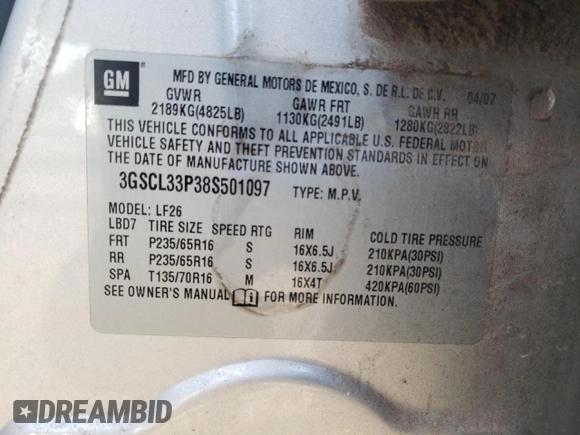 GM
MFD BY GENERAL MOTORS DE MEXICO, S. DE R.L. DE C.V. 04/07
GVWR GAWR FRT GAWR RR
2189KG(4825LB) 1130KG(2491LB) 1280KG(2822LB)
THIS VEHICLE CONFORMS TO ALL APPLICABLE U.S. FEDERAL MOTOR
VEHICLE SAFETY AND THEFT PREVENTION STANDARDS IN EFFECT ON
THE DATE OF MANUFACTURE SHOWN ABOVE.
3GSCL33P38S501097 TYPE: M.P.V.
MODEL: LF26
LBD7 TIRE SIZE SPEED RTG RIM COLD TIRE PRESSURE
FRT P235/65R16 S 16X6.5J 210KPA(30PSI)
RR P235/65R16 S 16X6.5J 210KPA(30PSI)
SPA T135/70R16 M 16X4T 420KPA(60PSI)
SEE OWNER'S MANUAL FOR MORE INFORMATION.
DREAMBID